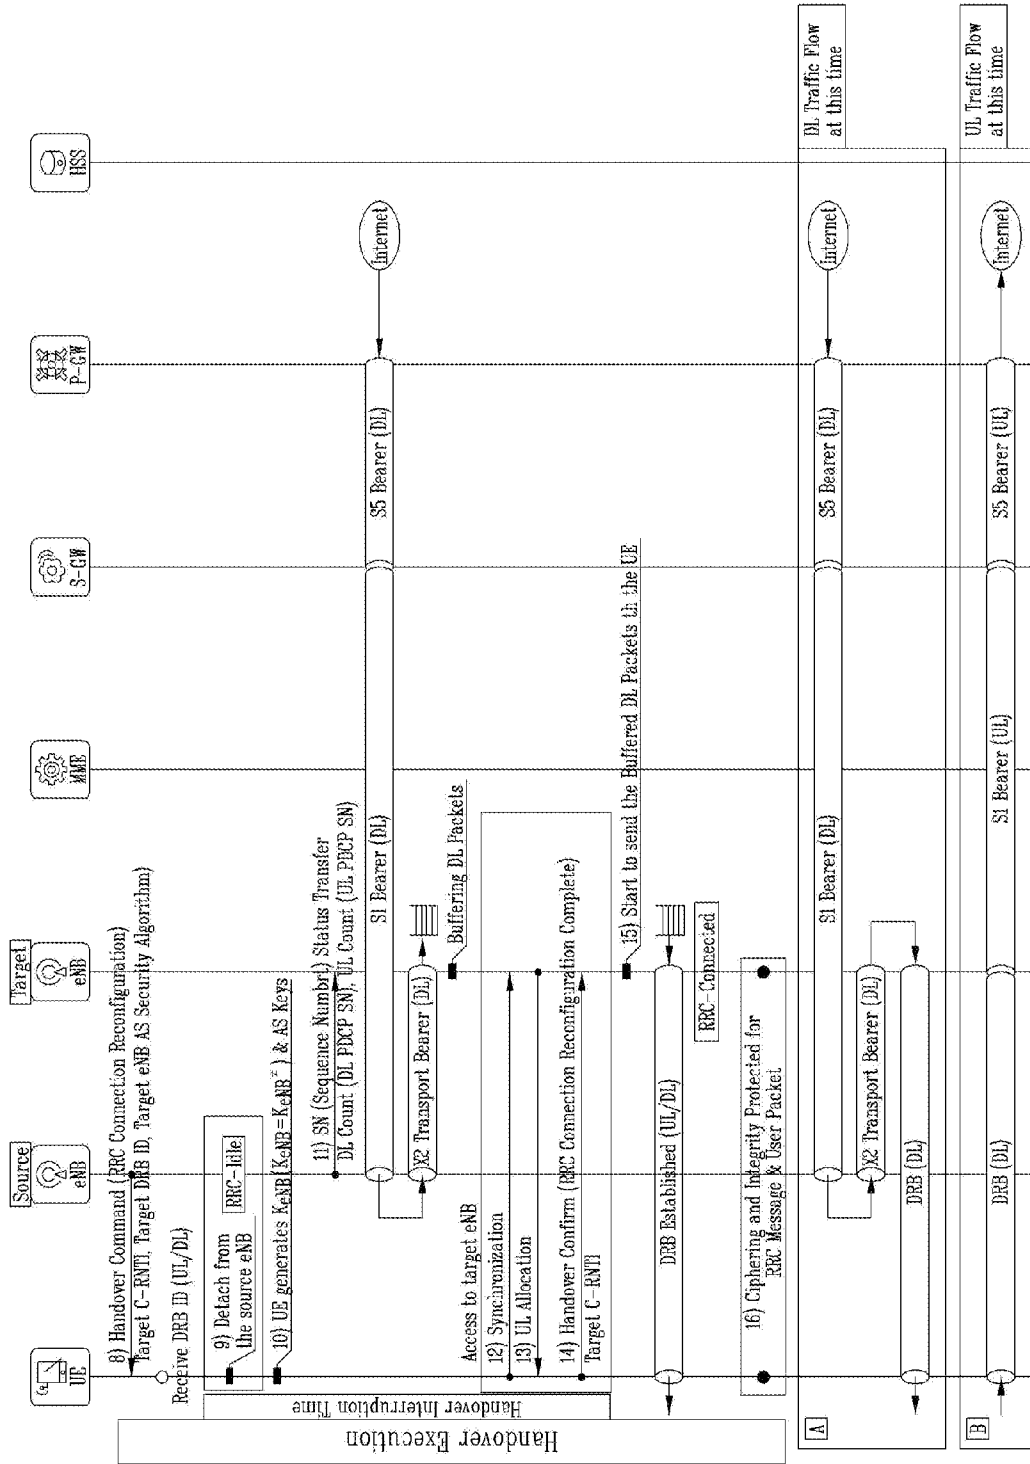 UE
Source
eNB
Target
eNB
MME
S-GW
P-GW
HSS
8) Handover Command (RRC Connection Reconfiguration)
Target C-RNTI, Target DRB ID, Target eNB AS Security Algorithm)
Receive DRB ID (UL/DL)
9) Detach from
the source eNB
RRC-Idle
10) UE generates KeNB(KeNB=KeNB*) & AS Keys
11) SN (Sequence Numbrt) Status Transfer
DL Count (DL PDCP SN), UL Count (UL PDCP SN)
S1 Bearer (DL)
S5 Bearer (DL)
Internet
X2 Transport Bearer (DL)
Buffering DL Packets
Access to target eNB
12) Synchronization
13) UL Allocation
14) Handover Confirm (RRC Connection Reconfiguration Complete)
Target C-RNTI
Handover Interruption Time
15) Start to send the Buffered DL Packets th the UE
DRB Established (UL/DL)
RRC-Connected
16) Ciphering and Integrity Protected for
RRC Message & User Packet
Handover Execution
A
DL Traffic Flow
at this time
S1 Bearer (DL)
S5 Bearer (DL)
Internet
X2 Transport Bearer (DL)
DRB (DL)
B
UL Traffic Flow
at this time
DRB (DL)
S1 Bearer (UL)
S5 Bearer (UL)
Internet